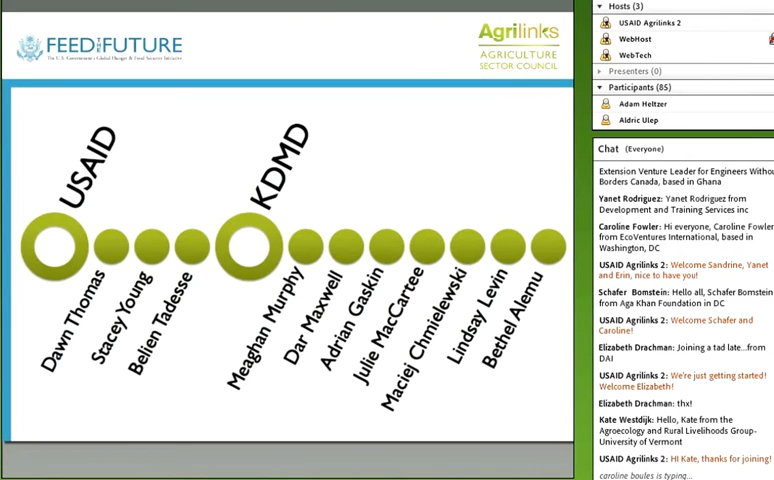 FEED THE FUTURE
The U.S. Government's Global Hunger & Food Security Initiative
Agrilinks
AGRICULTURE
SECTOR COUNCIL
USAID
KDMD
Dawn Thomas
Stacey Young
Belien Tadesse
Meaghan Murphy
Dar Maxwell
Adrian Gaskin
Julie MacCartee
Maciej Chmielewski
Lindsay Levin
Bethel Alemu
Hosts (3)
USAID Agrilinks 2
WebHost
WebTech
Presenters (0)
Participants (85)
Adam Heltzer
Aldric Ulep
Chat (Everyone)
Extension Venture Leader for Engineers Withou
Borders Canada, based in Ghana
Yanet Rodriguez: Yanet Rodriguez from
Development and Training Services inc
Caroline Fowler: Hi everyone, Caroline Fowler
from EcoVentures International, based in
Washington, DC
USAID Agrilinks 2: Welcome Sandrine, Yanet
and Erin, nice to have you!
Schafer Bomstein: Hello all, Schafer Bomstein
from Aga Khan Foundation in DC
USAID Agrilinks 2: Welcome Schafer and
Caroline!
Elizabeth Drachman: Joining a tad late...from
DAI
USAID Agrilinks 2: We're just getting started!
Welcome Elizabeth!
Elizabeth Drachman: thx!
Kate Westdijk: Hello, Kate from the
Agroecology and Rural Livelihoods Group-
University of Vermont
USAID Agrilinks 2: HI Kate, thanks for joining!
caroline boules is typing...